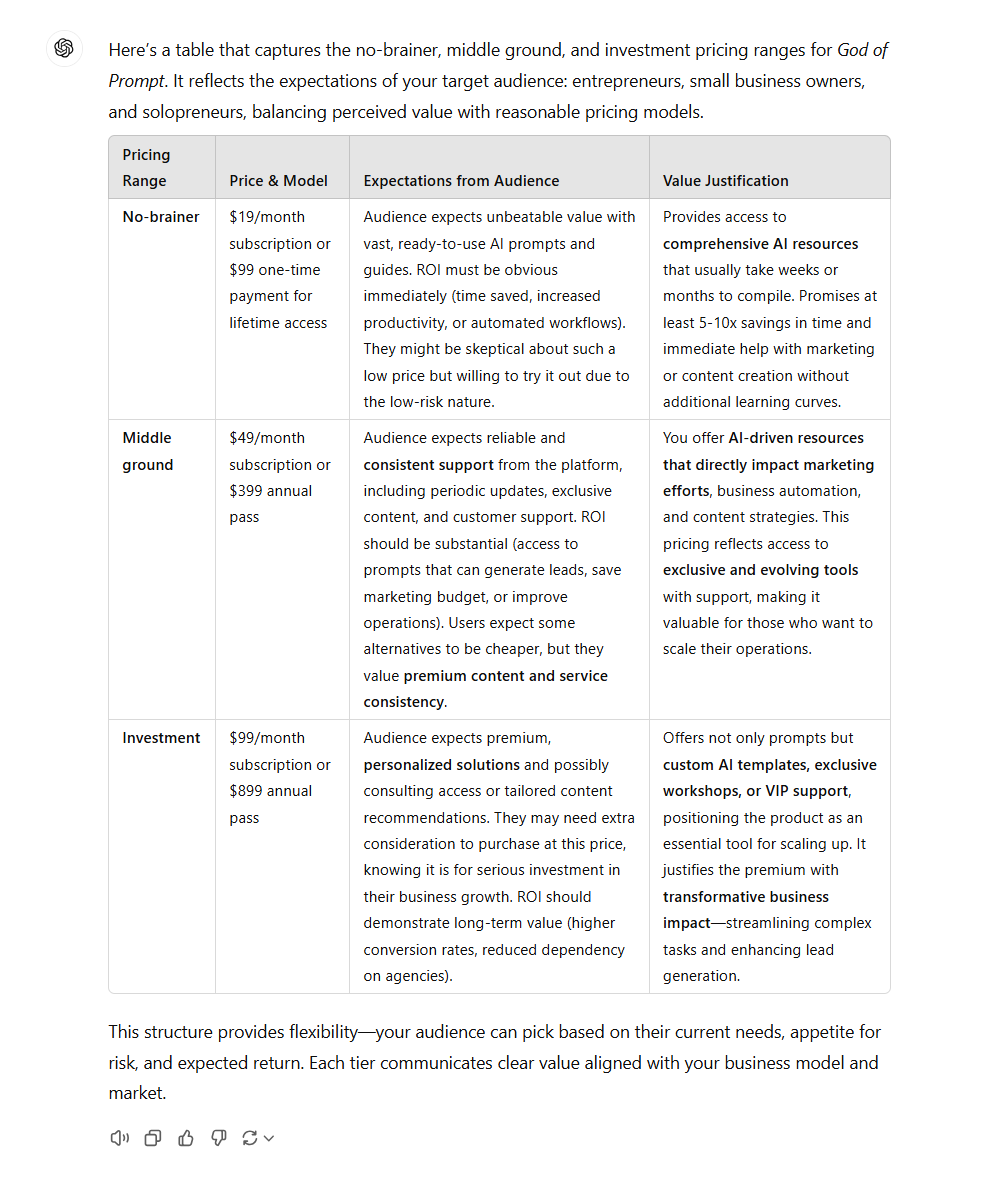 Here's a table that captures the no-brainer, middle ground, and investment pricing ranges for God of
Prompt. It reflects the expectations of your target audience: entrepreneurs, small business owners,
and solopreneurs, balancing perceived value with reasonable pricing models.
Pricing
Range
Price & Model
Expectations from Audience
Value Justification
No-brainer
$19/month
subscription or
$99 one-time
payment for
lifetime access
Audience expects unbeatable value with
vast, ready-to-use AI prompts and
guides. ROI must be obvious
immediately (time saved, increased
productivity, or automated workflows).
They might be skeptical about such a
low price but willing to try it out due to
the low-risk nature.
Provides access to
comprehensive AI resources
that usually take weeks or
months to compile. Promises at
least 5-10x savings in time and
immediate help with marketing
or content creation without
additional learning curves.
Middle
ground
$49/month
subscription or
$399 annual
pass
Audience expects reliable and
consistent support from the platform,
including periodic updates, exclusive
content, and customer support. ROI
should be substantial (access to
prompts that can generate leads, save
marketing budget, or improve
operations). Users expect some
alternatives to be cheaper, but they
value premium content and service
consistency.
You offer AI-driven resources
that directly impact marketing
efforts, business automation,
and content strategies. This
pricing reflects access to
exclusive and evolving tools
with support, making it
valuable for those who want to
scale their operations.
Investment
$99/month
subscription or
$899 annual
pass
Audience expects premium,
personalized solutions and possibly
consulting access or tailored content
recommendations. They may need extra
consideration to purchase at this price,
knowing it is for serious investment in
their business growth. ROI should
demonstrate long-term value (higher
conversion rates, reduced dependency
on agencies).
Offers not only prompts but
custom AI templates, exclusive
workshops, or VIP support,
positioning the product as an
essential tool for scaling up. It
justifies the premium with
transformative business
impact—streamlining complex
tasks and enhancing lead
generation.
This structure provides flexibility—your audience can pick based on their current needs, appetite for
risk, and expected return. Each tier communicates clear value aligned with your business model and
market.